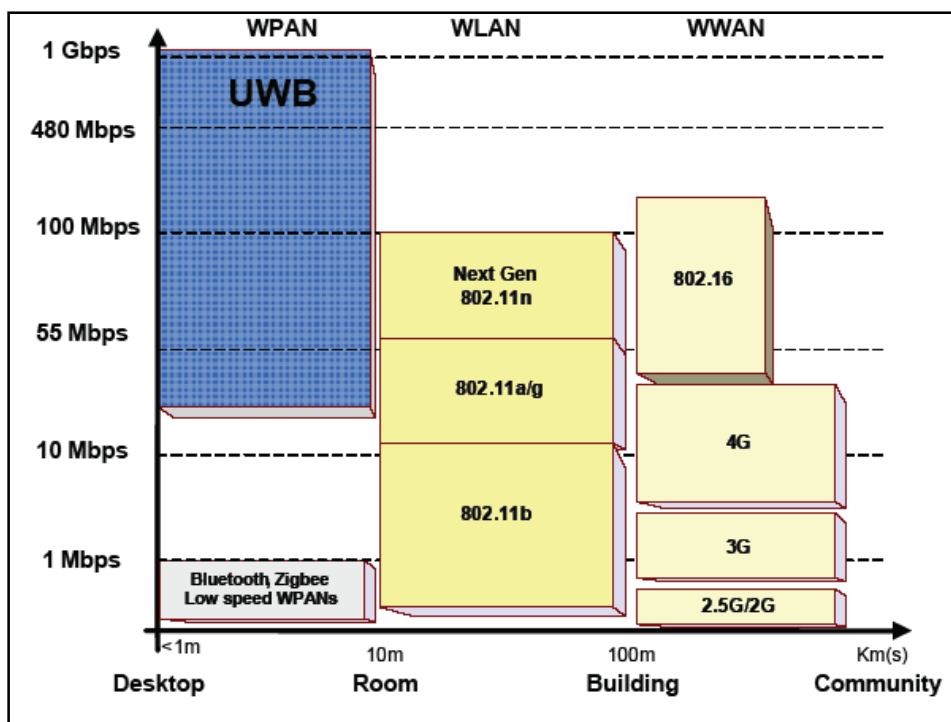 WPAN WLAN WWAN
1 Gbps
UWB
480 Mbps
100 Mbps
Next Gen
802.11n
802.16
55 Mbps
802.11a/g
4G
10 Mbps
802.11b
3G
1 Mbps
Bluetooth, Zigbee
Low speed WPANs
2.5G/2G
<1m 10m 100m Km(s)
Desktop Room Building Community